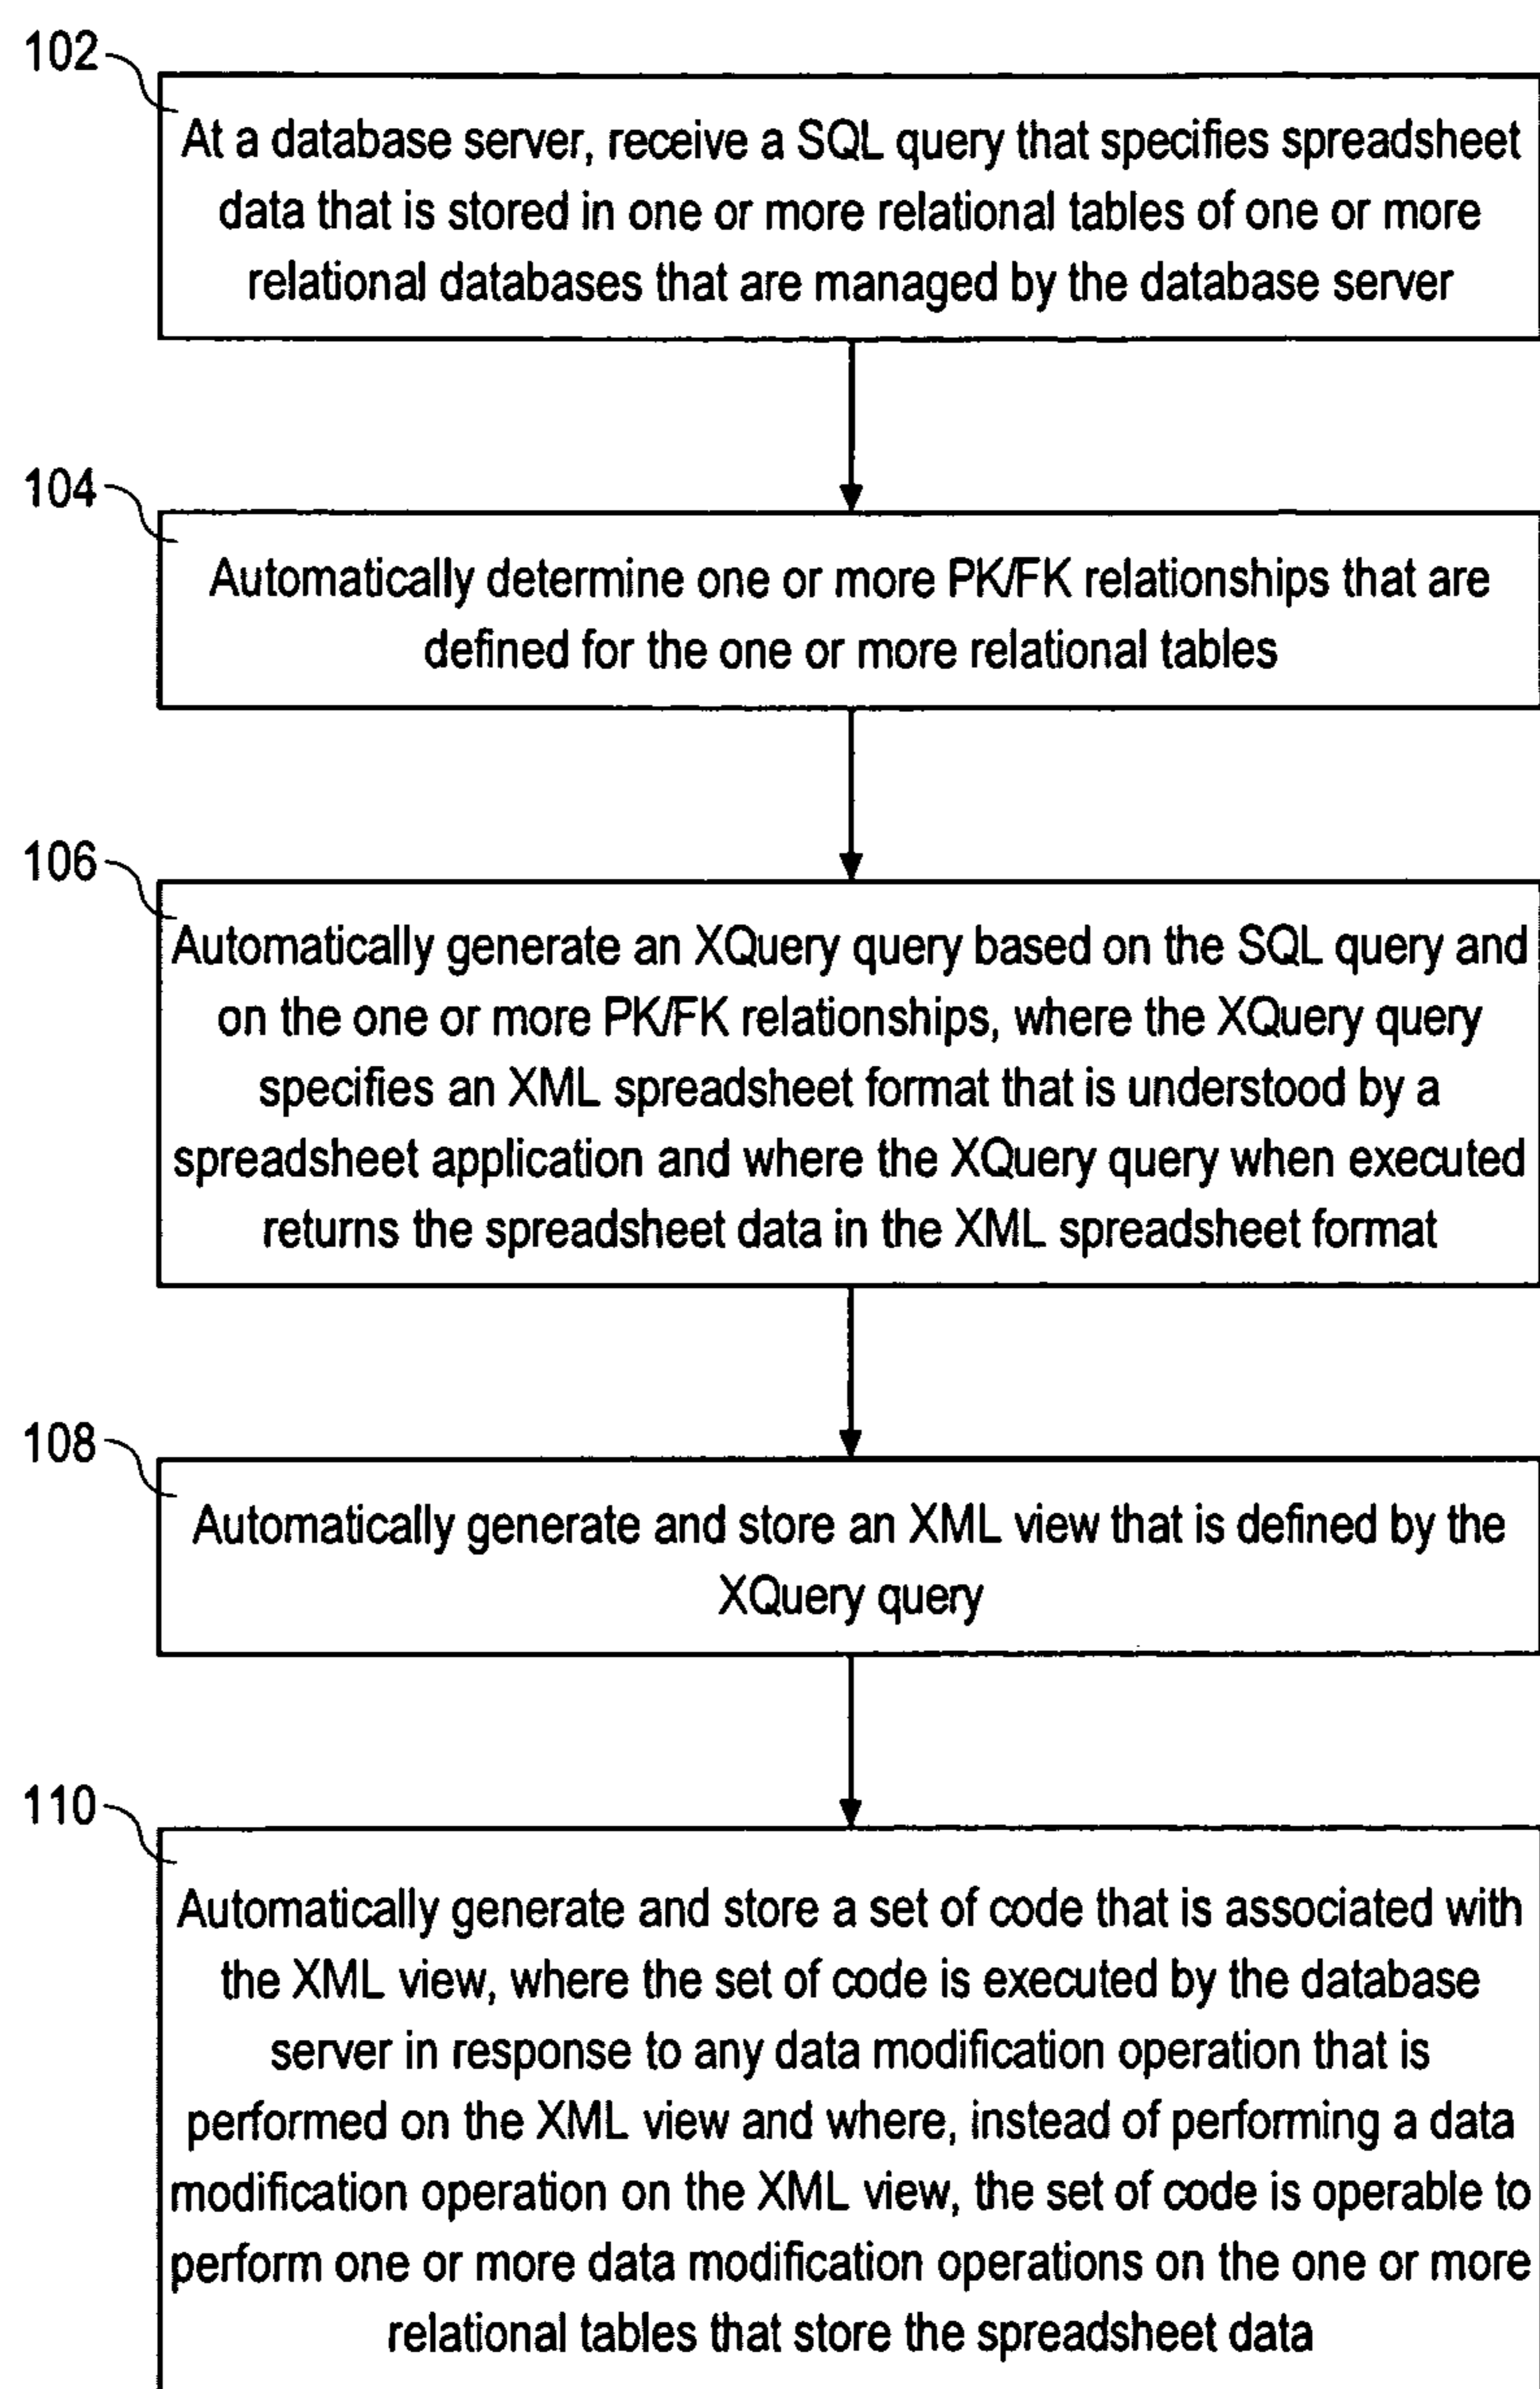 102
At a database server, receive a SQL query that specifies spreadsheet
data that is stored in one or more relational tables of one or more
relational databases that are managed by the database server
104
Automatically determine one or more PK/FK relationships that are
defined for the one or more relational tables
106
Automatically generate an XQuery query based on the SQL query and
on the one or more PK/FK relationships, where the XQuery query
specifies an XML spreadsheet format that is understood by a
spreadsheet application and where the XQuery query when executed
returns the spreadsheet data in the XML spreadsheet format
108
Automatically generate and store an XML view that is defined by the
XQuery query
110
Automatically generate and store a set of code that is associated with
the XML view, where the set of code is executed by the database
server in response to any data modification operation that is
performed on the XML view and where, instead of performing a data
modification operation on the XML view, the set of code is operable to
perform one or more data modification operations on the one or more
relational tables that store the spreadsheet data